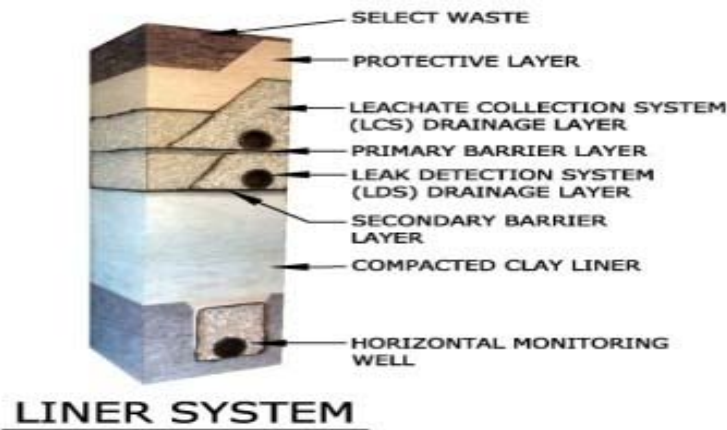 SELECT WASTE
PROTECTIVE LAYER
LEACHATE COLLECTION SYSTEM
(LCS) DRAINAGE LAYER
PRIMARY BARRIER LAYER
LEAK DETECTION SYSTEM
(LDS) DRAINAGE LAYER
SECONDARY BARRIER
LAYER
COMPACTED CLAY LINER
HORIZONTAL MONITORING
WELL
LINER SYSTEM